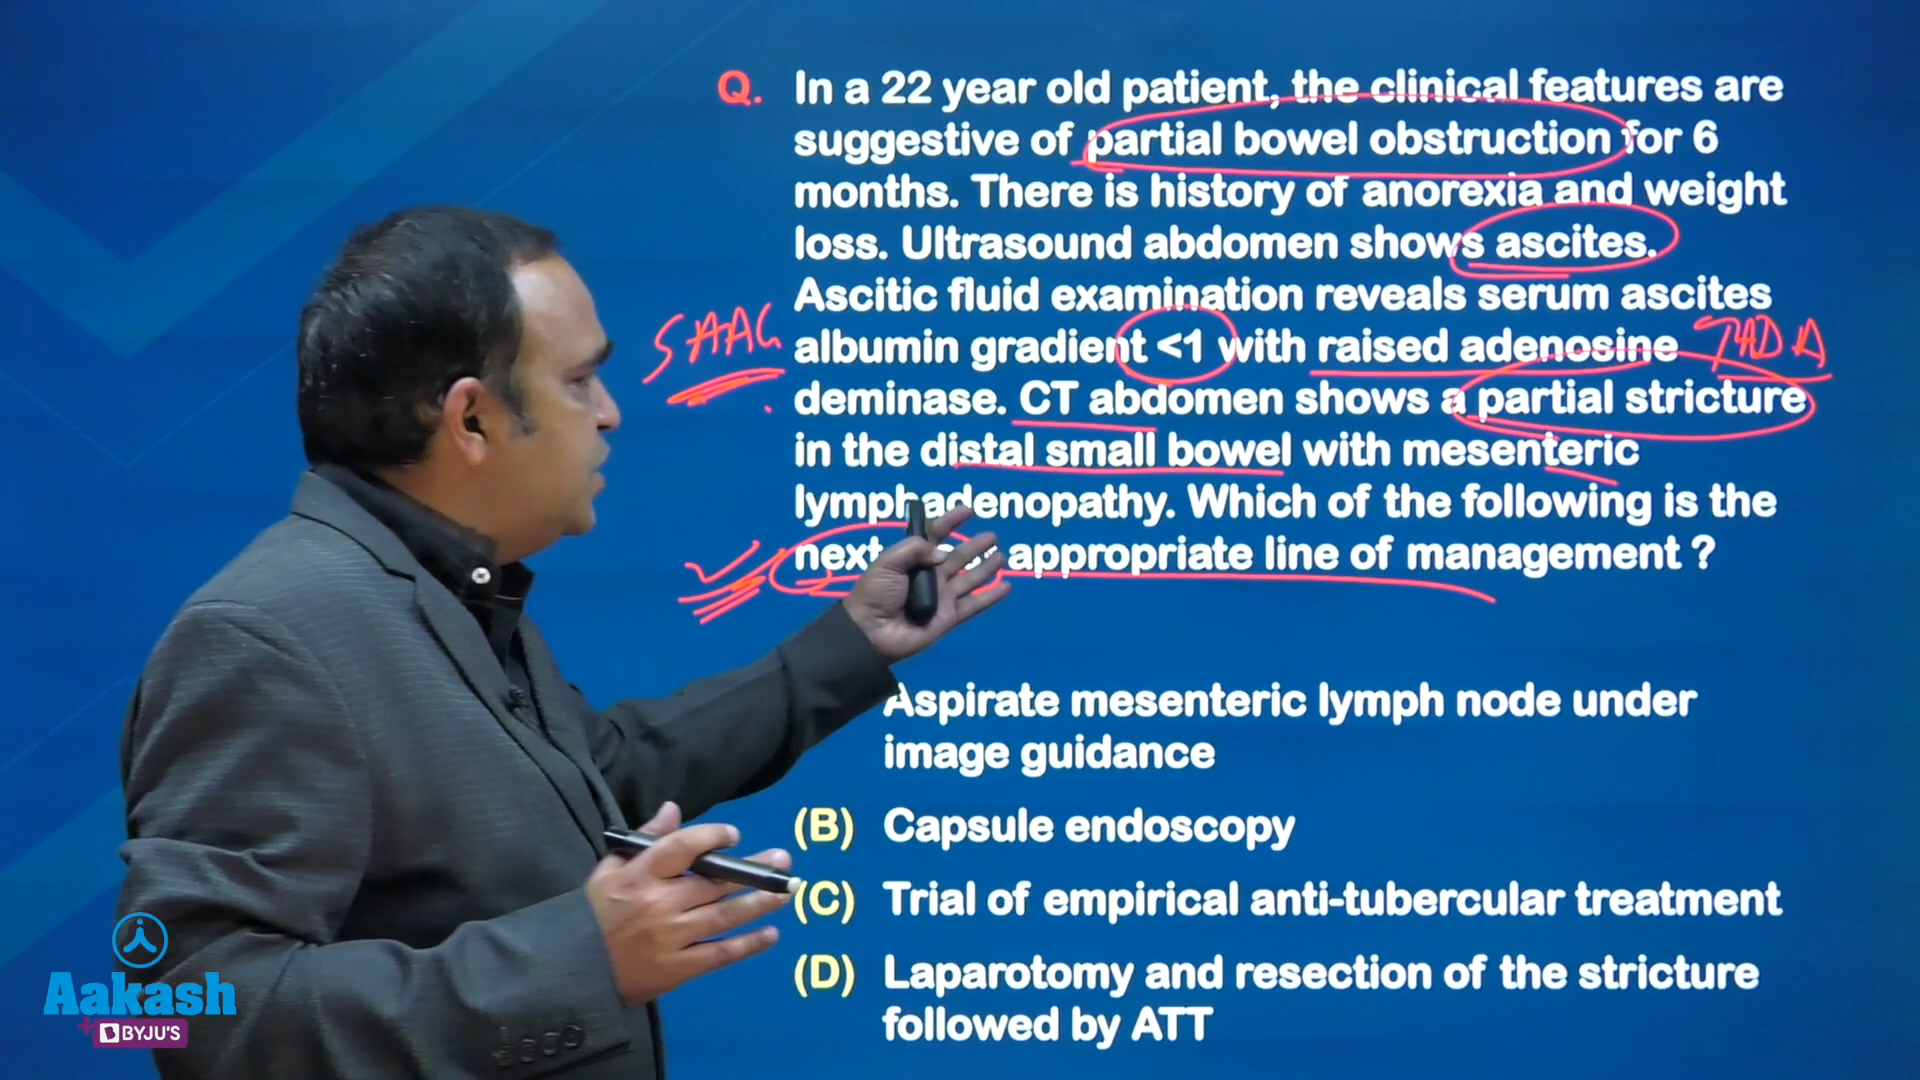 Q. In a 22 year old patient, the clinical features are
suggestive of partial bowel obstruction for 6
months. There is history of anorexia and weight
loss. Ultrasound abdomen shows ascites.
Ascitic fluid examination reveals serum ascites
SAAG albumin gradient <1 with raised adenosine ↑ADA
deminase. CT abdomen shows a partial stricture
in the distal small bowel with mesenteric
lymphadenopathy. Which of the following is the
next appropriate line of management ?
Aspirate mesenteric lymph node under
image guidance
(B) Capsule endoscopy
(C) Trial of empirical anti-tubercular treatment
(D) Laparotomy and resection of the stricture
followed by ATT
Aakash
+ BYJU'S